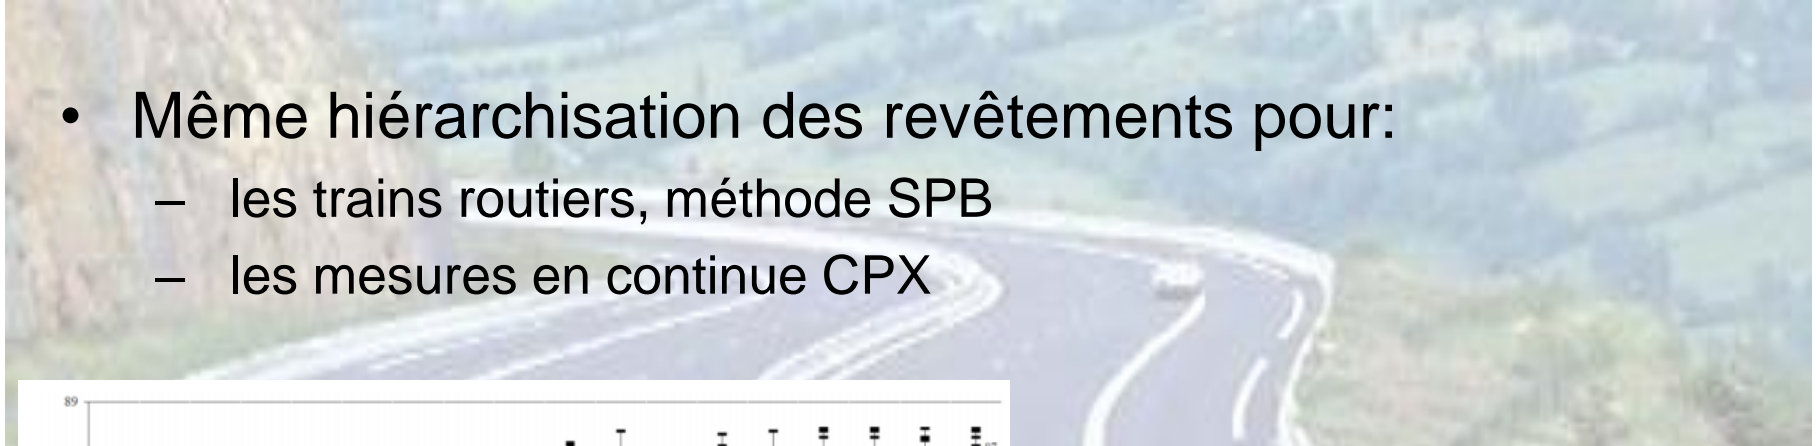 • Même hiérarchisation des revêtements pour:
– les trains routiers, méthode SPB
– les mesures en continue CPX
89